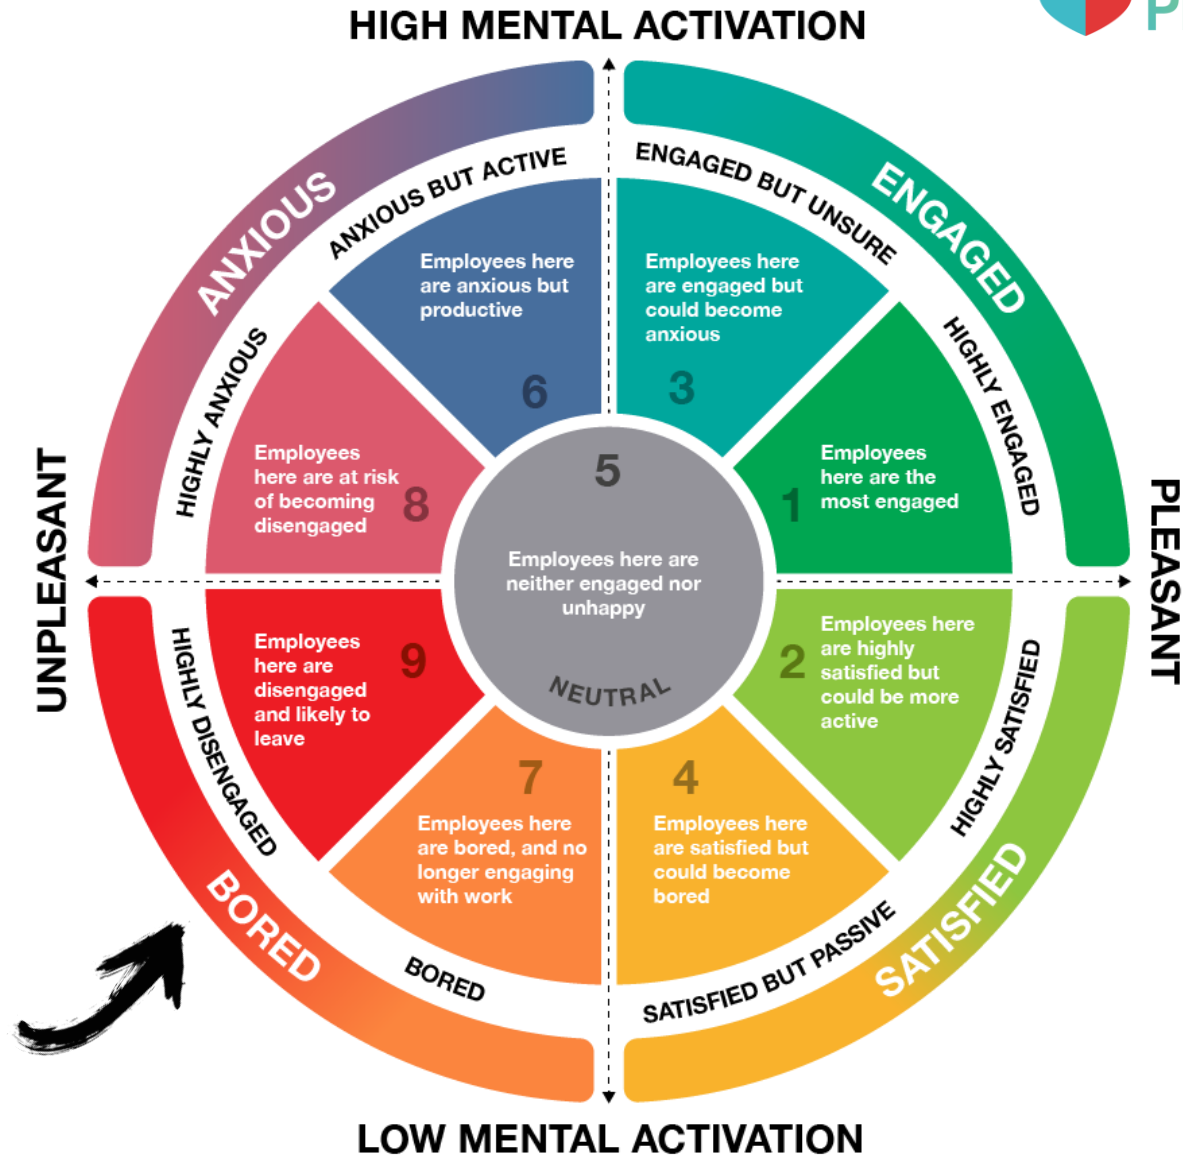 HIGH MENTAL ACTIVATION
P
ANXIOUS
ENGAGED
ANXIOUS BUT ACTIVE
ENGAGED BUT UNSURE
Employees here
are anxious but
productive
6
Employees here
are engaged but
could become
anxious
3
HIGHLY ANXIOUS
HIGHLY ENGAGED
Employees
here are at risk
of becoming
disengaged
8
5
Employees here are
neither engaged nor
unhappy
NEUTRAL
Employees
here are the
most engaged
1
UNPLEASANT
PLEASANT
Employees
here are
disengaged
and likely to
leave
9
Employees here
are highly
satisfied but
could be more
active
2
HIGHLY DISENGAGED
HIGHLY SATISFIED
7
Employees here
are bored, and no
longer engaging
with work
4
Employees here
are satisfied but
could become
bored
BORED
SATISFIED
BORED
SATISFIED BUT PASSIVE
LOW MENTAL ACTIVATION